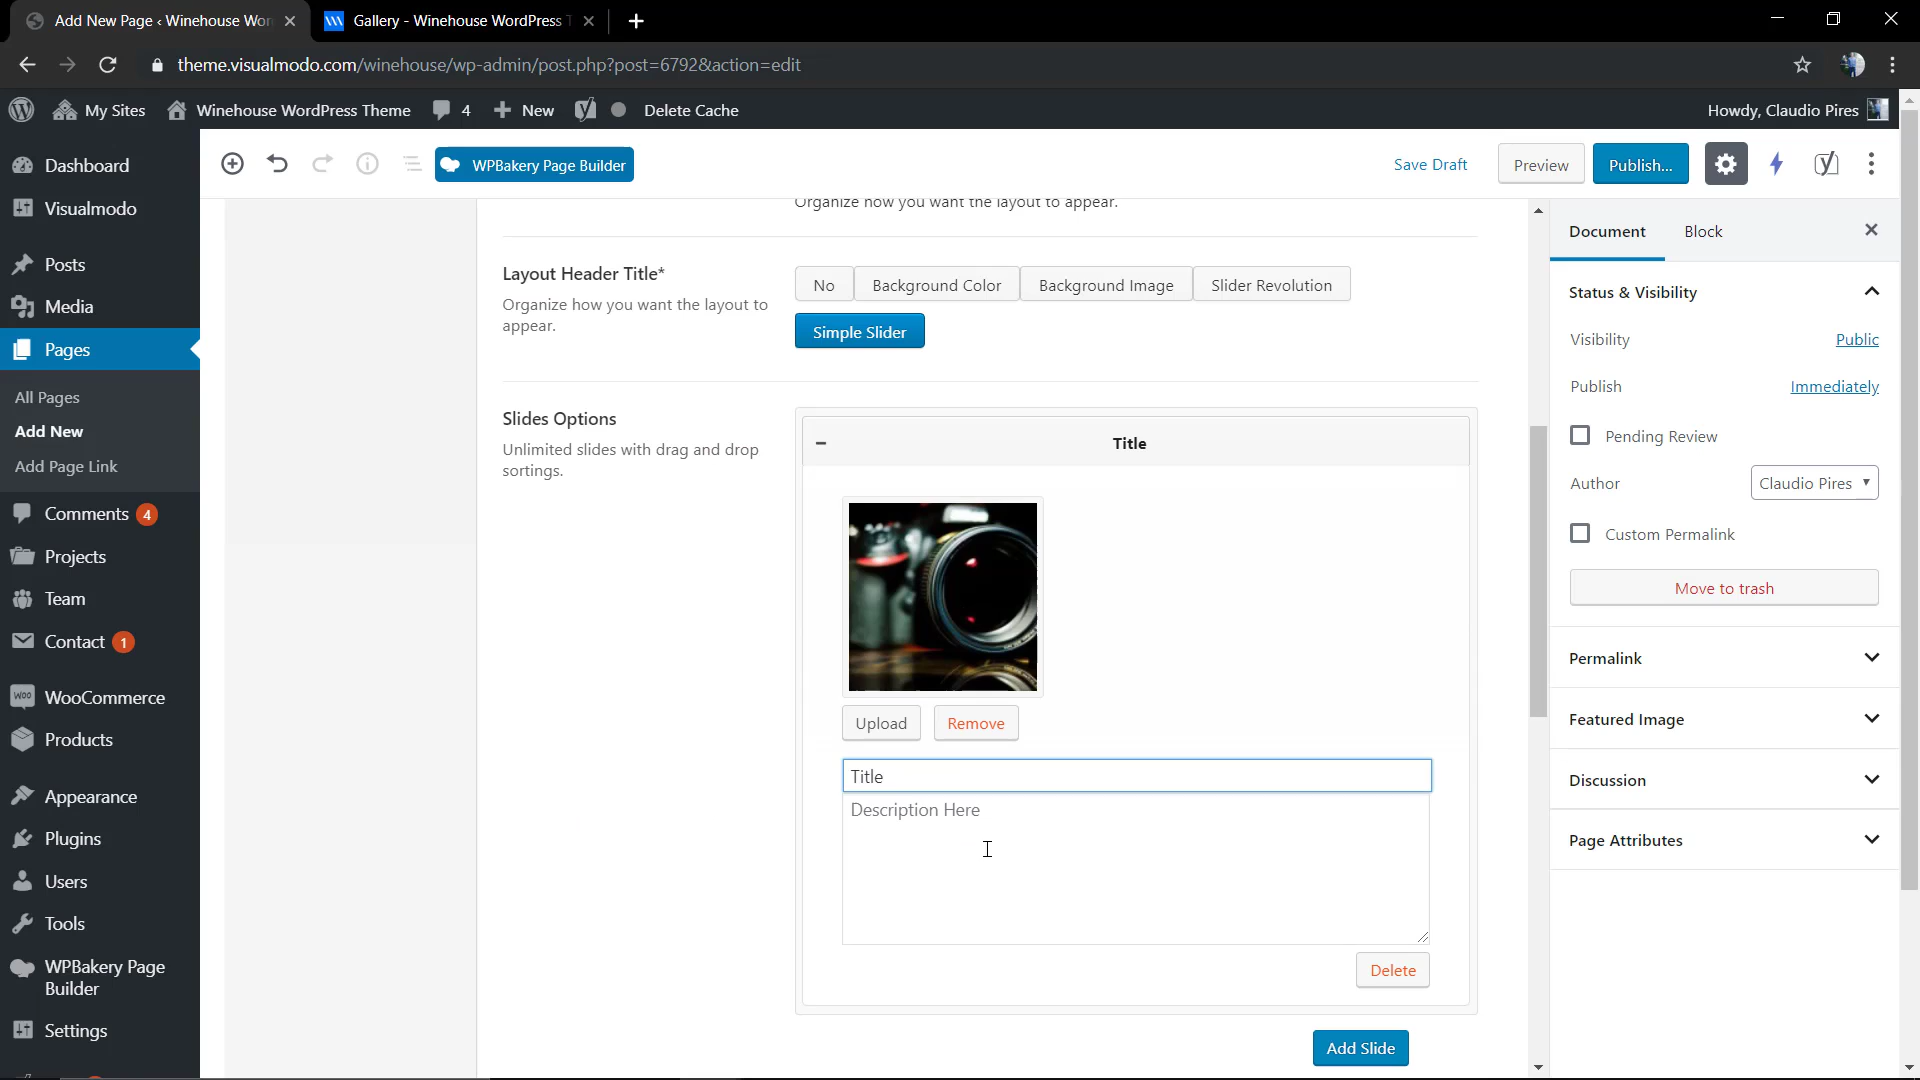 Add New Page ‹ Winehouse Wor
Gallery - Winehouse WordPress T
theme.visualmodo.com/winehouse/wp-admin/post.php?post=6792&action=edit
My Sites
Winehouse WordPress Theme
4
New
Delete Cache
Howdy, Claudio Pires
Dashboard
Visualmodo
Posts
Media
Pages
All Pages
Add New
Add Page Link
Comments 4
Projects
Team
Contact 1
WooCommerce
Products
Appearance
Plugins
Users
Tools
WPBakery Page
Builder
Settings
WPBakery Page Builder
Save Draft
Preview
Publish...
Organize how you want the layout to appear.
Layout Header Title*
Organize how you want the layout to
appear.
No
Background Color
Background Image
Slider Revolution
Simple Slider
Slides Options
Unlimited slides with drag and drop
sortings.
Title
Upload
Remove
Title
Description Here
Delete
Add Slide
Document
Block
Status & Visibility
Visibility
Public
Publish
Immediately
Pending Review
Author
Claudio Pires
Custom Permalink
Move to trash
Permalink
Featured Image
Discussion
Page Attributes